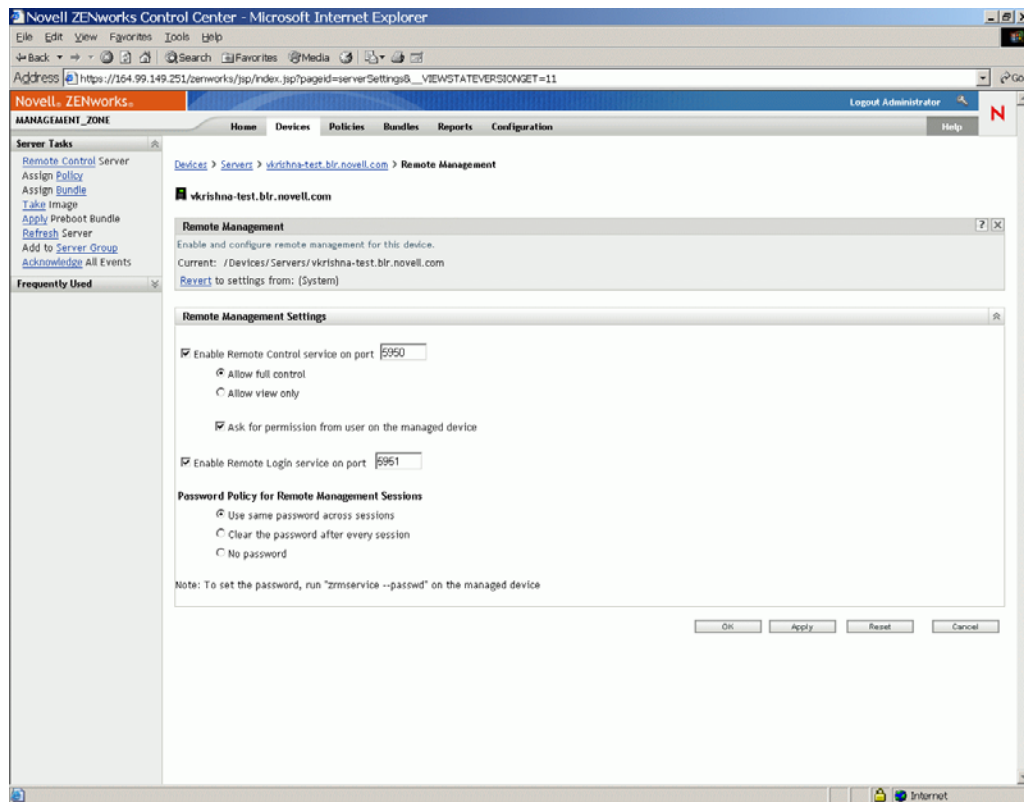 Novell ZENworks Control Center - Microsoft Internet Explorer
File Edit View Favorites Tools Help
Back Search Favorites Media
Address https://164.99.149.251/zenworks/jsp/index.jsp?pageid=serverSettings&__VIEWSTATEVERSIONGET=11 Go
Novell® ZENworks® Logout Administrator
MANAGEMENT_ZONE N
Home Devices Policies Bundles Reports Configuration Help
Server Tasks
Remote Control Server
Assign Policy
Assign Bundle
Take Image
Apply Preboot Bundle
Refresh Server
Add to Server Group
Acknowledge All Events
Frequently Used
Devices > Servers > vkrishna-test.blr.novell.com > Remote Management
vkrishna-test.blr.novell.com
Remote Management ?
Enable and configure remote management for this device.
Current: /Devices/Servers/vkrishna-test.blr.novell.com
Revert to settings from: (System)
Remote Management Settings
Enable Remote Control service on port 5950
Allow full control
Allow view only
Ask for permission from user on the managed device
Enable Remote Login service on port 5951
Password Policy for Remote Management Sessions
Use same password across sessions
Clear the password after every session
No password
Note: To set the password, run "zrmservice --passwd" on the managed device
OK Apply Reset Cancel
Internet